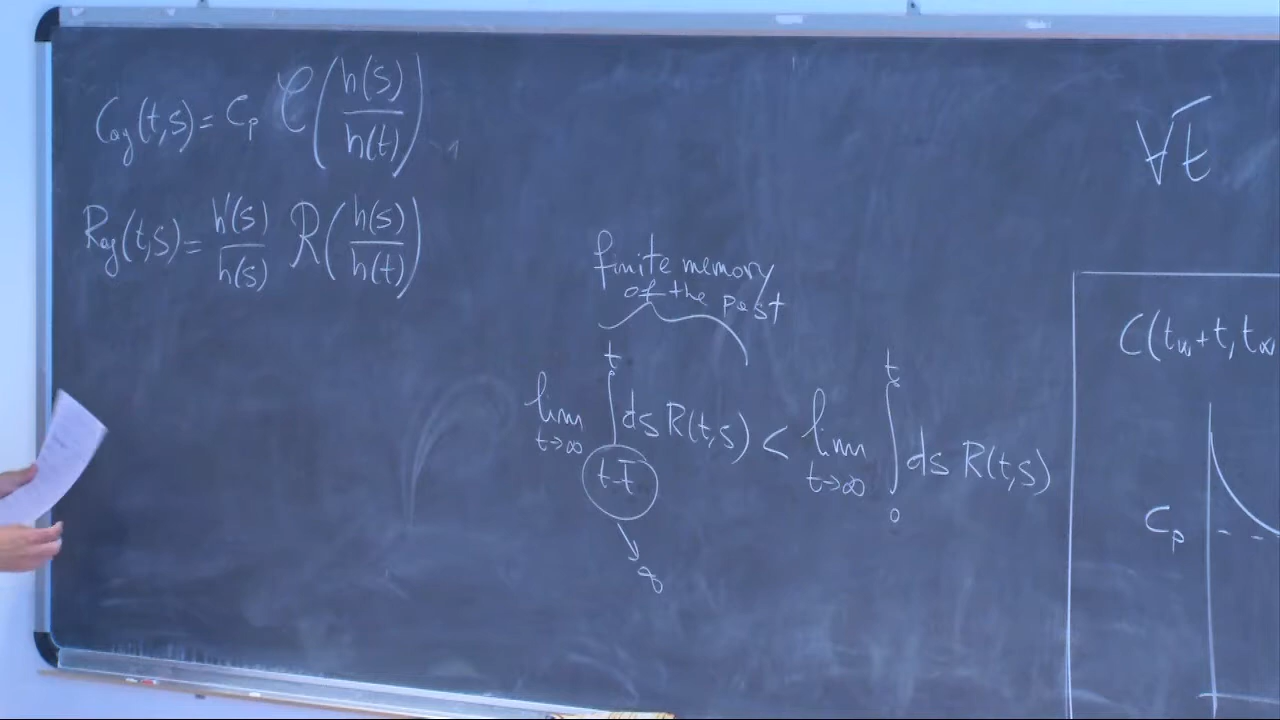 C_ag(t,s) = C_p 𝒞(h(s)/h(t))
R_ag(t,s) = h'(s)/h(s) ℛ(h(s)/h(t))
finite memory
of the past
lim_{t→∞} ∫_{t-t̄}^{t} ds R(t,s) < lim_{t→∞} ∫_0^t ds R(t,s)
∞
∀ t̄
C(t_w+t, t_w
C_p